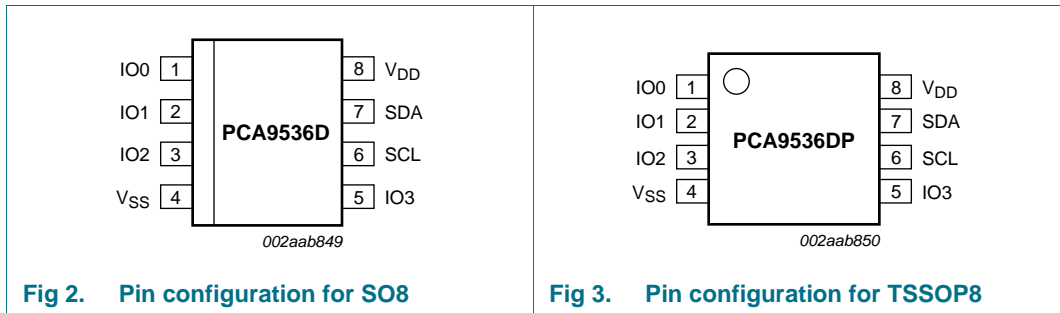 IO0 1 8 VDD
IO1 2 7 SDA
PCA9536D
IO2 3 6 SCL
VSS 4 5 IO3
002aab849
Fig 2. Pin configuration for SO8
IO0 1 8 VDD
IO1 2 7 SDA
PCA9536DP
IO2 3 6 SCL
VSS 4 5 IO3
002aab850
Fig 3. Pin configuration for TSSOP8